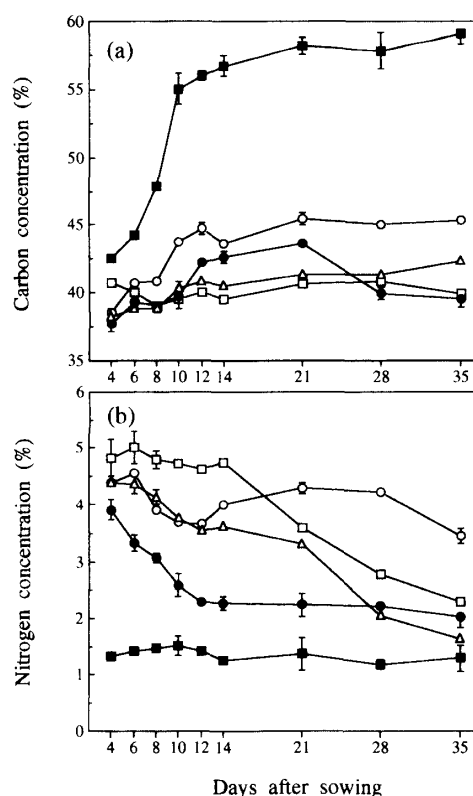 (a)
Carbon concentration (%)
60
55
50
45
40
35
4 6 8 10 12 14 21 28 35
(b)
Nitrogen concentration (%)
6
5
4
3
2
1
0
4 6 8 10 12 14 21 28 35
Days after sowing